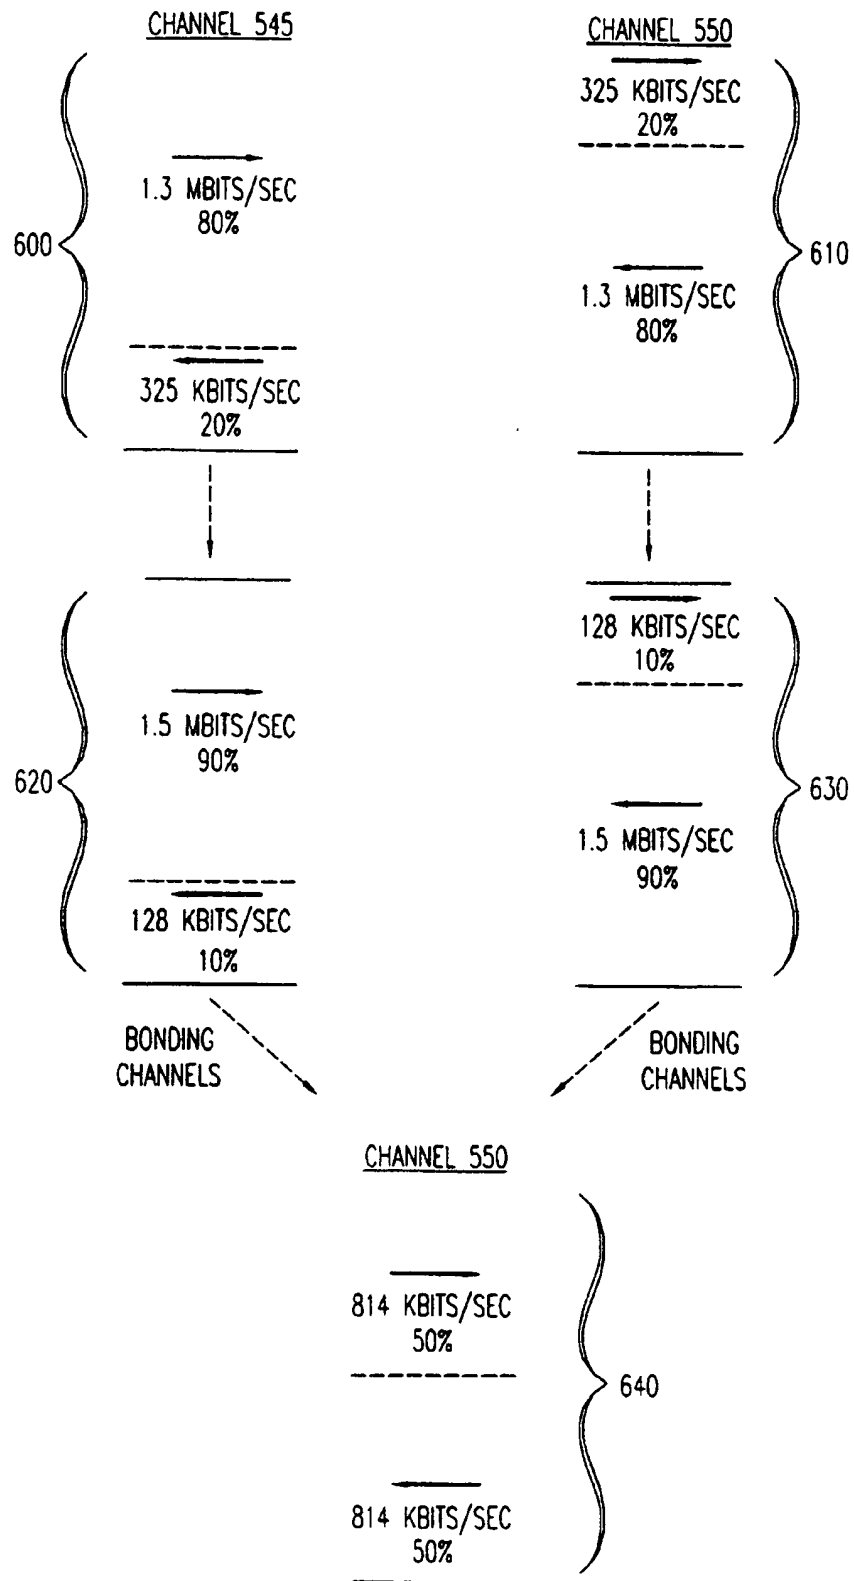 CHANNEL 545
1.3 MBITS/SEC
80%
600
325 KBITS/SEC
20%
CHANNEL 550
325 KBITS/SEC
20%
1.3 MBITS/SEC
80%
610
1.5 MBITS/SEC
90%
620
128 KBITS/SEC
10%
128 KBITS/SEC
10%
1.5 MBITS/SEC
90%
630
BONDING
CHANNELS
BONDING
CHANNELS
CHANNEL 550
814 KBITS/SEC
50%
640
814 KBITS/SEC
50%